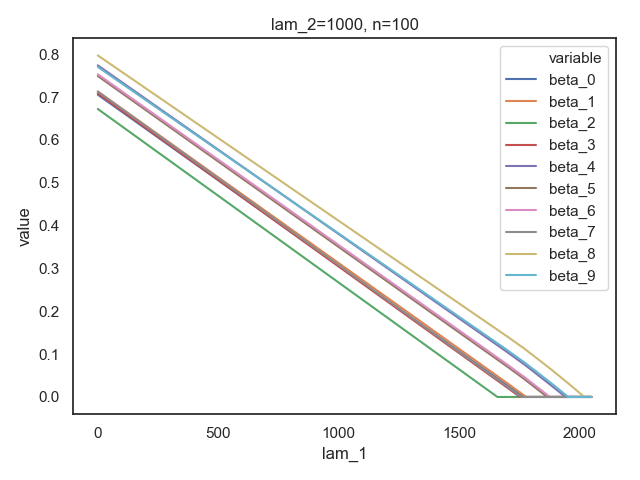 lam_2=1000, n=100
value
0.8
0.7
0.6
0.5
0.4
0.3
0.2
0.1
0.0
variable
beta_0
beta_1
beta_2
beta_3
beta_4
beta_5
beta_6
beta_7
beta_8
beta_9
0 500 1000 1500 2000
lam_1